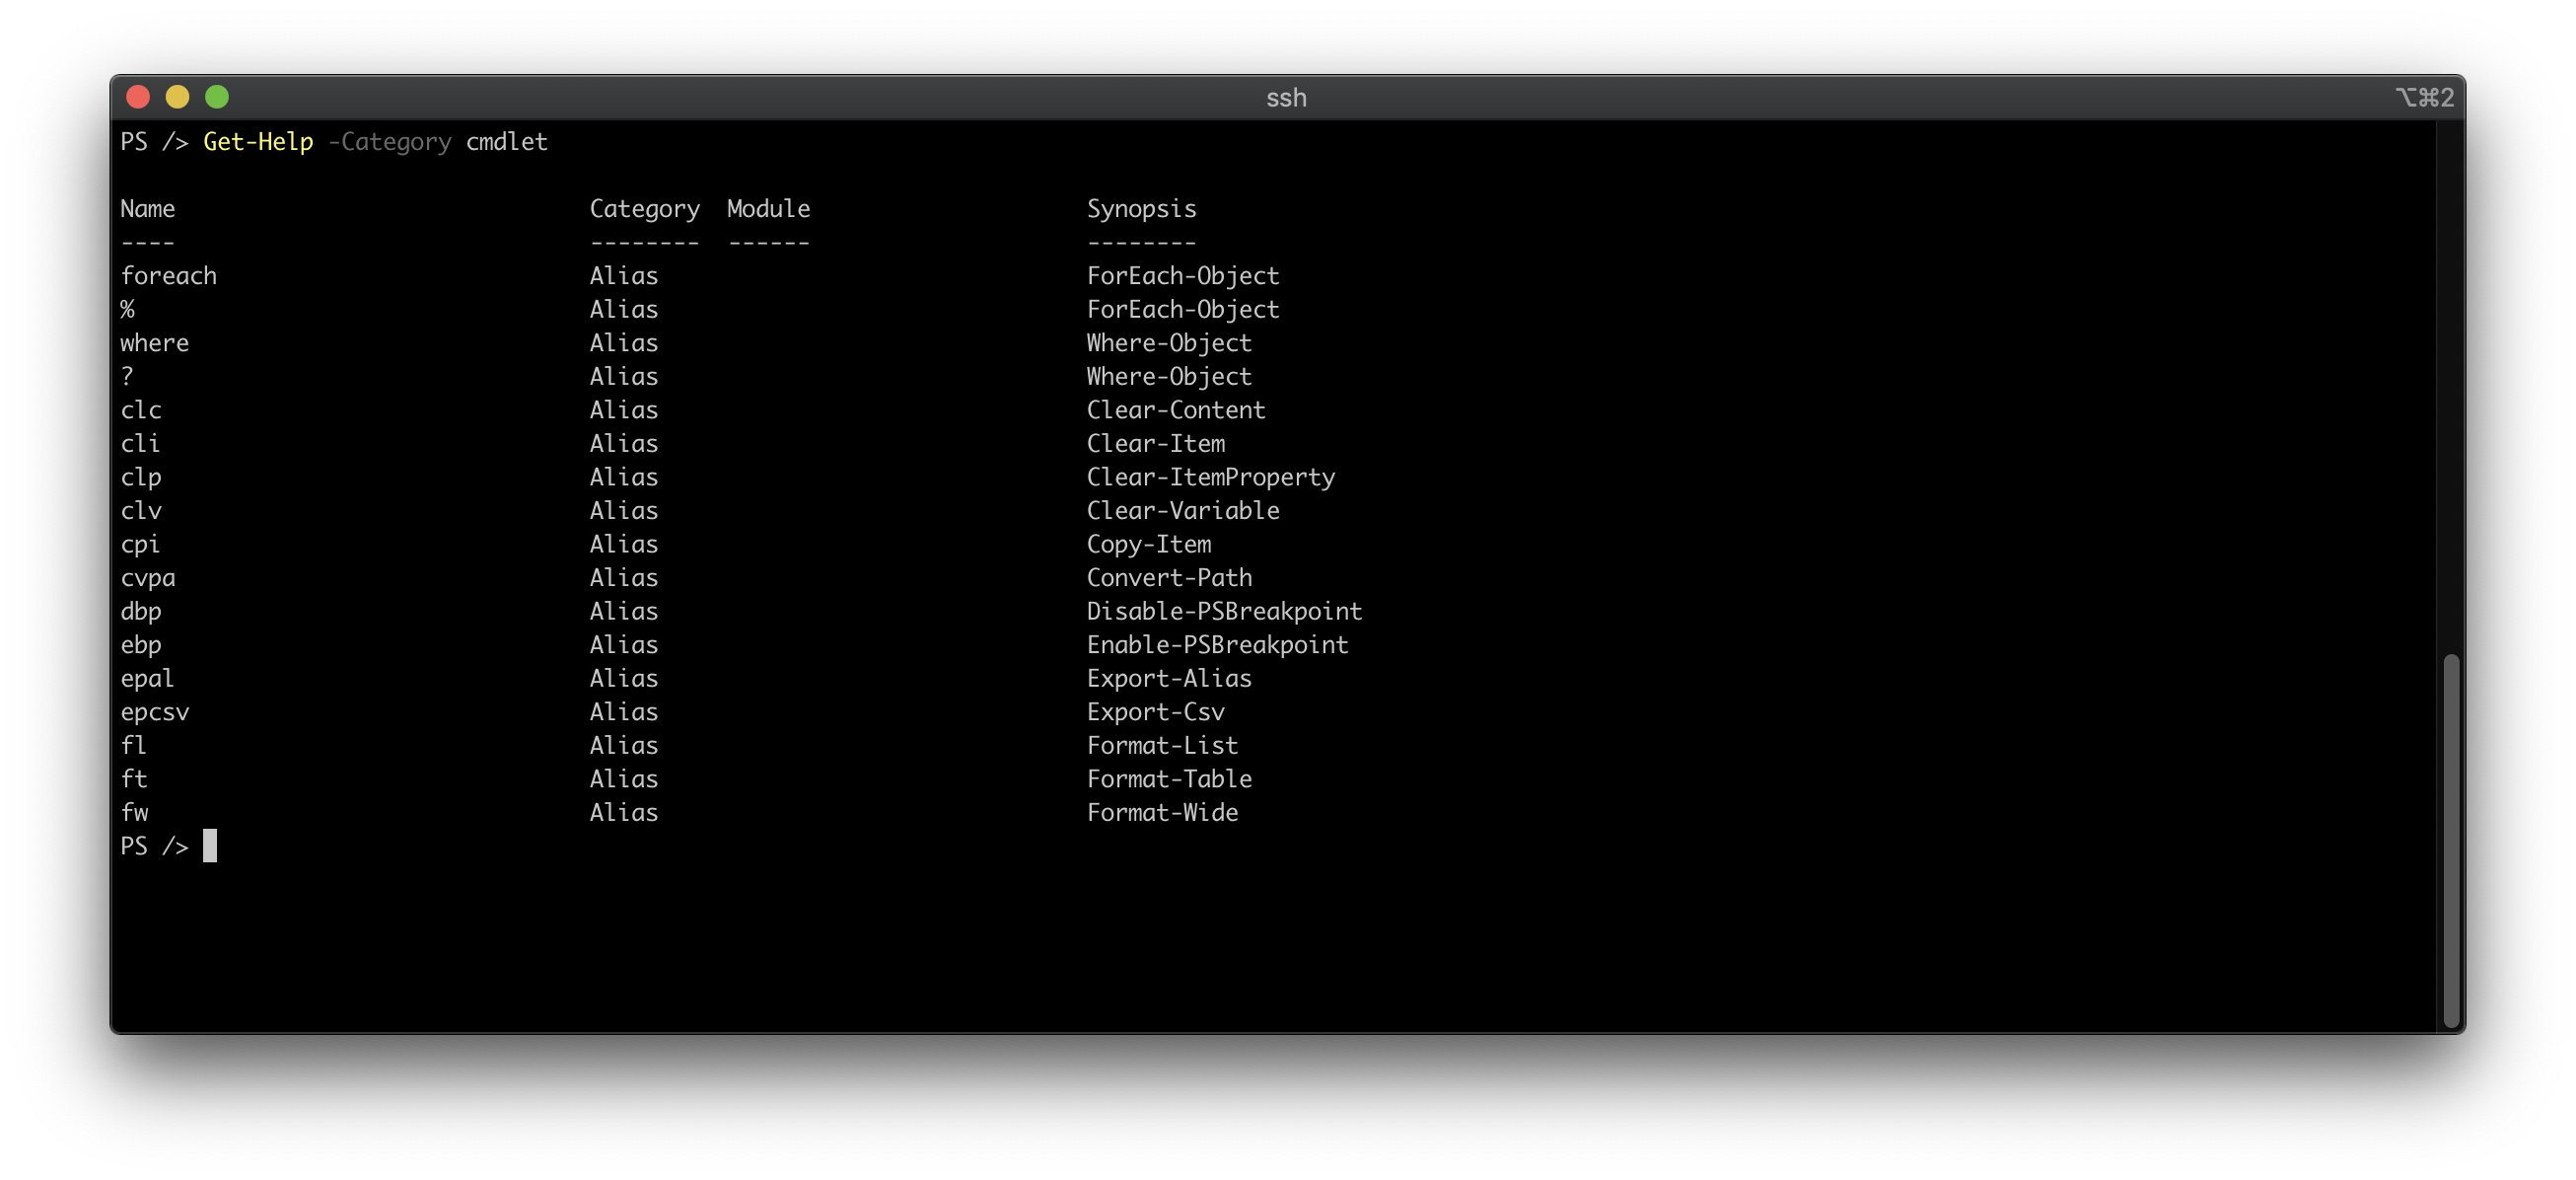 ssh ⌥⌘2
PS /> Get-Help -Category cmdlet
Name Category Module Synopsis
---- -------- ------ --------
foreach Alias ForEach-Object
% Alias ForEach-Object
where Alias Where-Object
? Alias Where-Object
clc Alias Clear-Content
cli Alias Clear-Item
clp Alias Clear-ItemProperty
clv Alias Clear-Variable
cpi Alias Copy-Item
cvpa Alias Convert-Path
dbp Alias Disable-PSBreakpoint
ebp Alias Enable-PSBreakpoint
epal Alias Export-Alias
epcsv Alias Export-Csv
fl Alias Format-List
ft Alias Format-Table
fw Alias Format-Wide
PS />